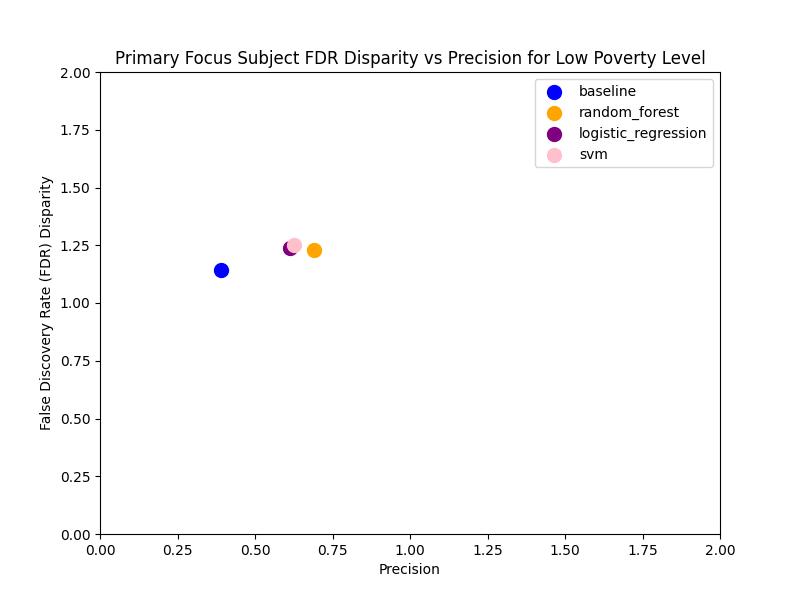 Primary Focus Subject FDR Disparity vs Precision for Low Poverty Level
2.00
1.75
1.50
1.25
1.00
0.75
0.50
0.25
0.00
False Discovery Rate (FDR) Disparity
baseline
random_forest
logistic_regression
svm
0.00 0.25 0.50 0.75 1.00 1.25 1.50 1.75 2.00
Precision